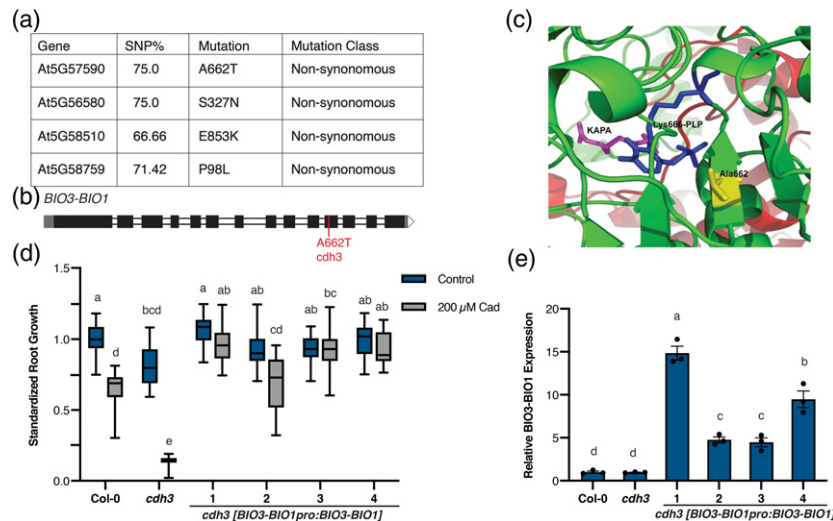 (a)
Gene SNP% Mutation Mutation Class
At5G57590 75.0 A662T Non-synonomous
At5G56580 75.0 S327N Non-synonomous
At5G58510 66.66 E853K Non-synonomous
At5G58759 71.42 P98L Non-synonomous
(b) BIO3-BIO1
A662T
cdh3
(c)
KAPA
Lys666-PLP
Ala662
(d)
Standardized Root Growth
1.5
1.0
0.5
0.0
a d bcd e a ab ab cd ab bc ab ab
Control
200 µM Cad
Col-0 cdh3 1 2 3 4
cdh3 [BIO3-BIO1pro:BIO3-BIO1]
(e)
Relative BIO3-BIO1 Expression
20
15
10
5
0
d d a c c b
Col-0 cdh3 1 2 3 4
cdh3 [BIO3-BIO1pro:BIO3-BIO1]